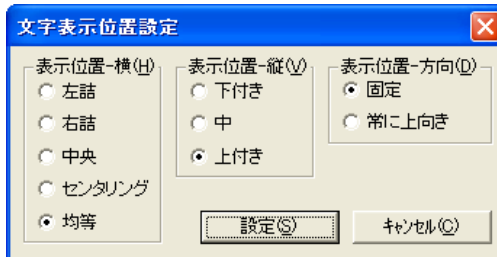 文字表示位置設定
表示位置-横(H)
左詰
右詰
中央
センタリング
均等
表示位置-縦(V)
下付き
中
上付き
表示位置-方向(D)
固定
常に上向き
設定(S)
キャンセル(C)